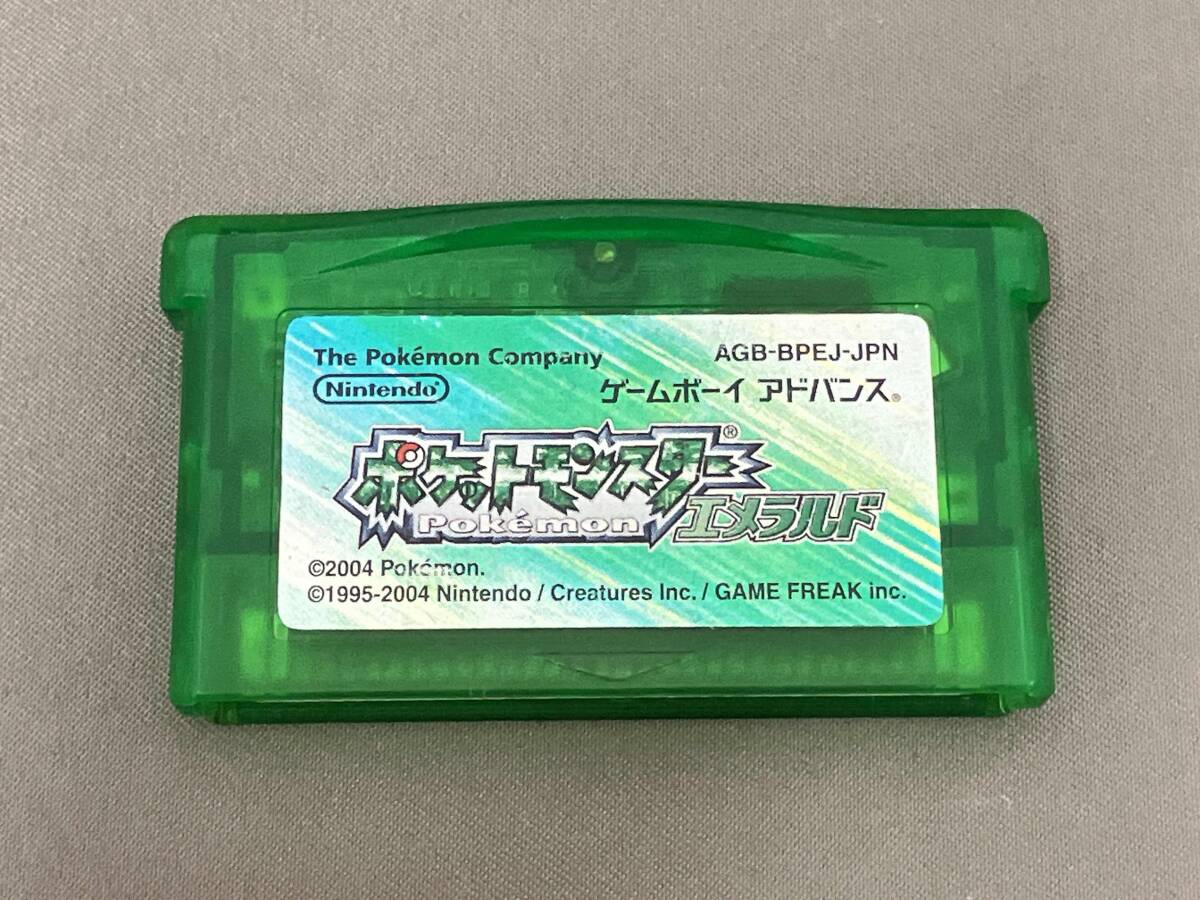 The Pokémon Company
AGB-BPEJ-JPN
Nintendo®
ゲームボーイ アドバンス®
ポケットモンスター®
Pokémon
エメラルド
©2004 Pokémon.
©1995-2004 Nintendo / Creatures Inc. / GAME FREAK inc.